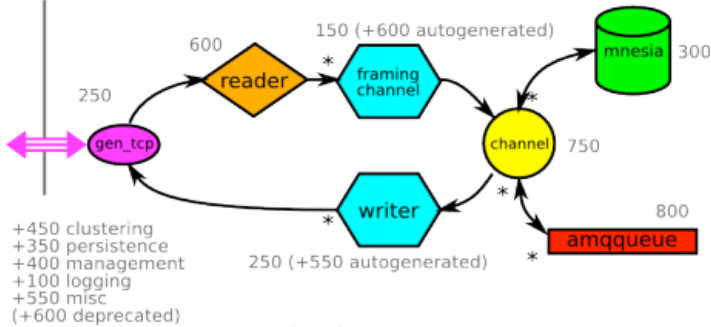 150 (+600 autogenerated)
600
*
reader
framing
channel
mnesia
300
*
250
gen_tcp
channel
750
*
writer
*
800
amqqueue
*
250 (+550 autogenerated)
+450 clustering
+350 persistence
+400 management
+100 logging
+550 misc
(+600 deprecated)